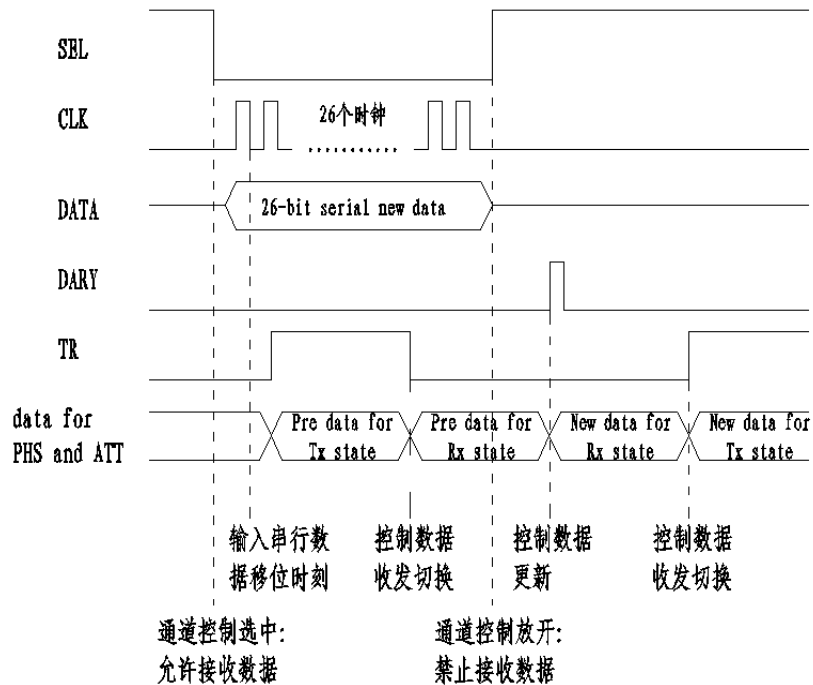 SEL
CLK
26个时钟
DATA
26-bit serial new data
DARY
TR
data for
PHS and ATT
Pre data for
Tx state
Pre data for
Rx state
New data for
Rx state
New data for
Tx state
输入串行数
据移位时刻
控制数据
收发切换
控制数据
更新
控制数据
收发切换
通道控制选中:
允许接收数据
通道控制放开:
禁止接收数据